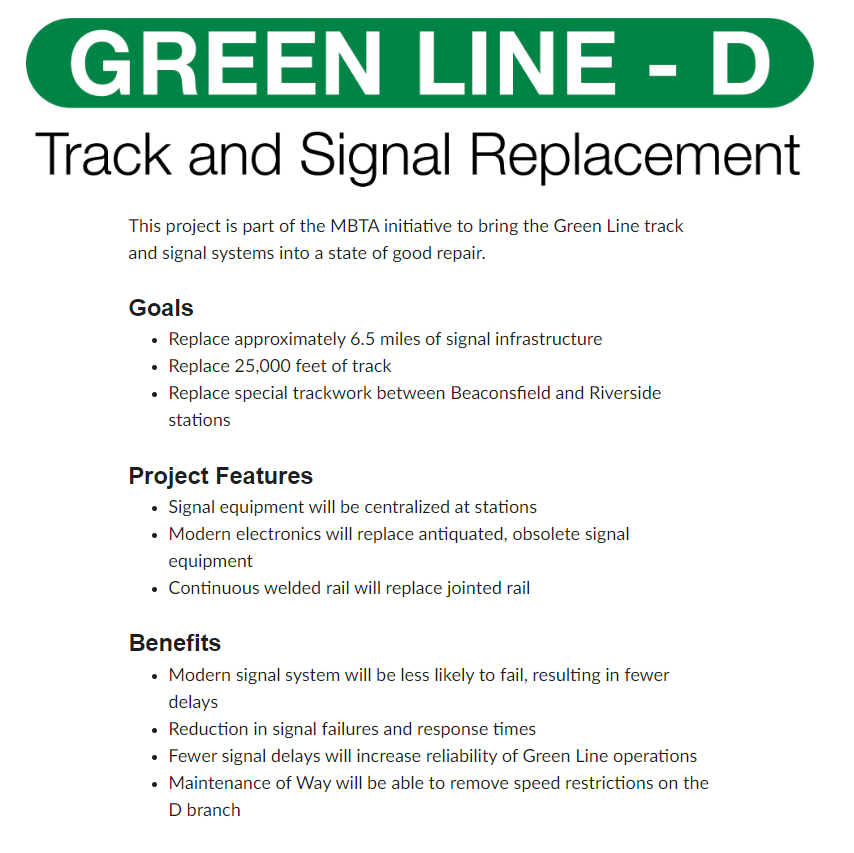 GREEN LINE - D
Track and Signal Replacement
This project is part of the MBTA initiative to bring the Green Line track
and signal systems into a state of good repair.
Goals
• Replace approximately 6.5 miles of signal infrastructure
• Replace 25,000 feet of track
• Replace special trackwork between Beaconsfield and Riverside
stations
Project Features
• Signal equipment will be centralized at stations
• Modern electronics will replace antiquated, obsolete signal
equipment
• Continuous welded rail will replace jointed rail
Benefits
• Modern signal system will be less likely to fail, resulting in fewer
delays
• Reduction in signal failures and response times
• Fewer signal delays will increase reliability of Green Line operations
• Maintenance of Way will be able to remove speed restrictions on the
D branch